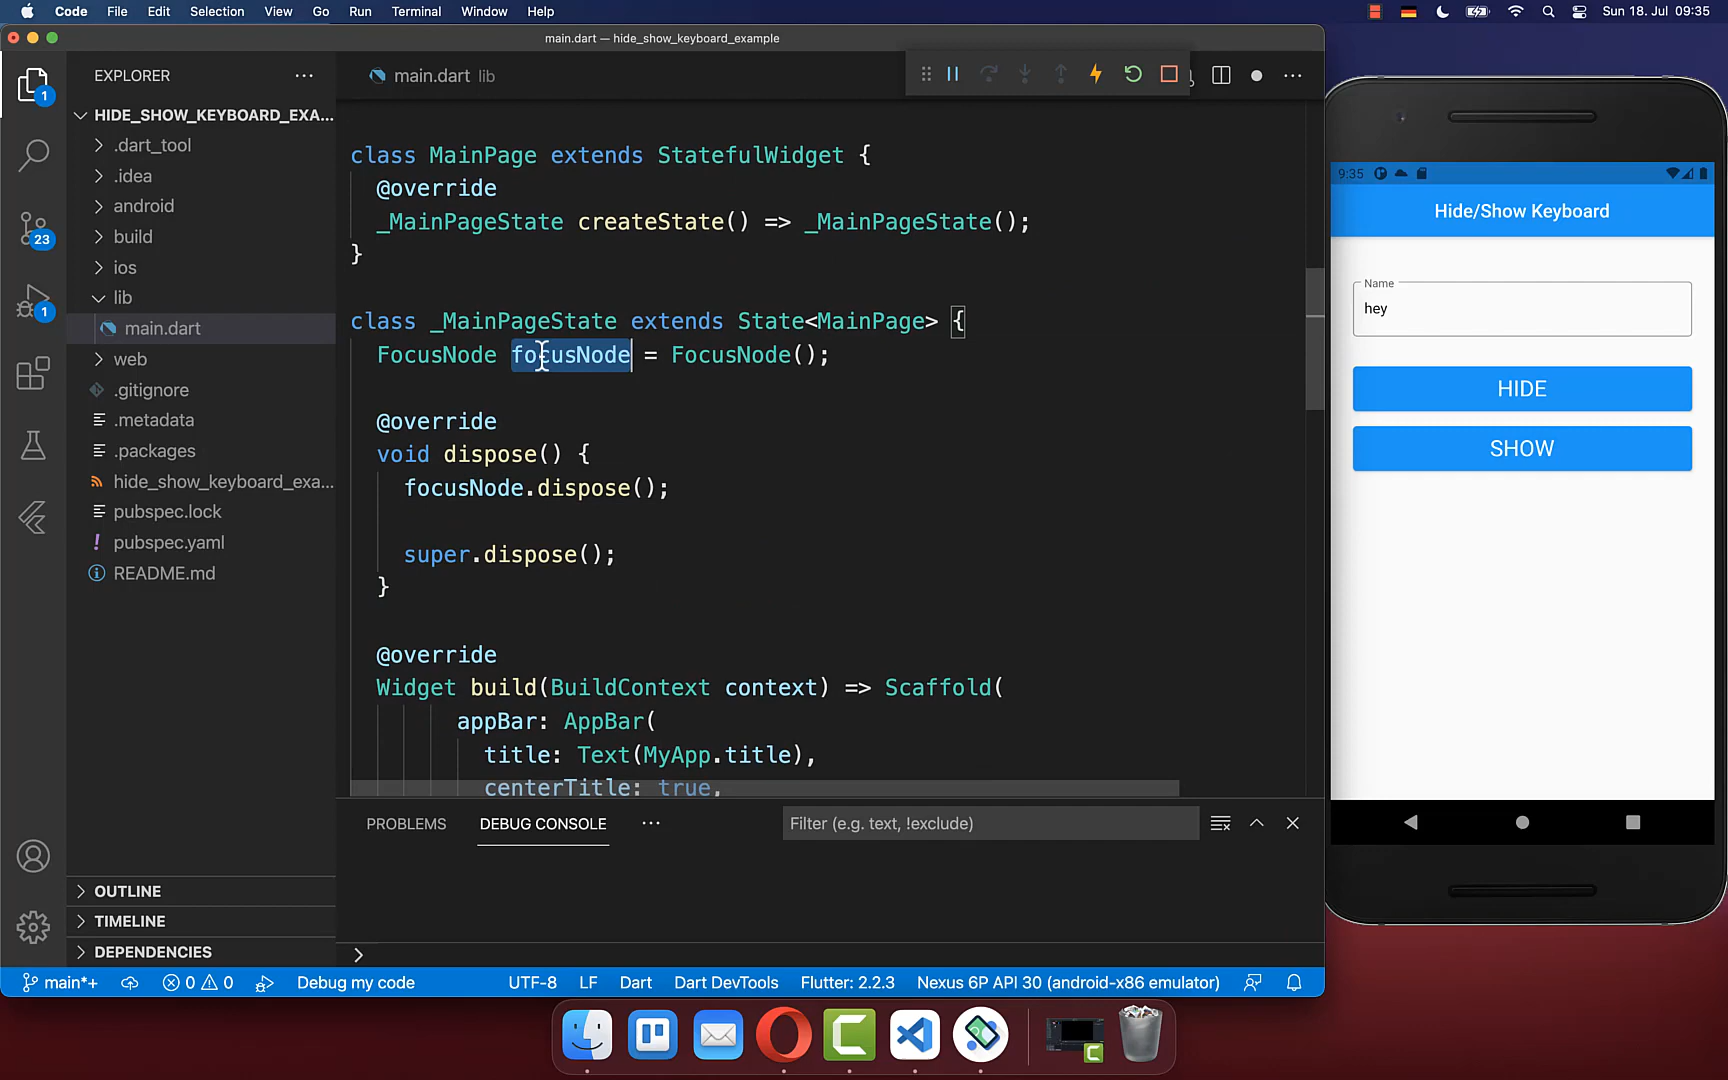 Code File Edit Selection View Go Run Terminal Window Help
Sun 18. Jul 09:35
main.dart — hide_show_keyboard_example
EXPLORER
HIDE_SHOW_KEYBOARD_EXA...
.dart_tool
.idea
android
build
ios
lib
main.dart
web
.gitignore
.metadata
.packages
hide_show_keyboard_exa...
pubspec.lock
pubspec.yaml
README.md
OUTLINE
TIMELINE
DEPENDENCIES
1
23
1
main.dart lib
class MainPage extends StatefulWidget {
@override
_MainPageState createState() => _MainPageState();
}
class _MainPageState extends State<MainPage> {
FocusNode focusNode = FocusNode();
@override
void dispose() {
focusNode.dispose();
super.dispose();
}
@override
Widget build(BuildContext context) => Scaffold(
appBar: AppBar(
title: Text(MyApp.title),
centerTitle: true,
PROBLEMS DEBUG CONSOLE
Filter (e.g. text, !exclude)
main*+ 0 0 Debug my code UTF-8 LF Dart Dart DevTools Flutter: 2.2.3 Nexus 6P API 30 (android-x86 emulator)
9:35
Hide/Show Keyboard
Name
hey
HIDE
SHOW